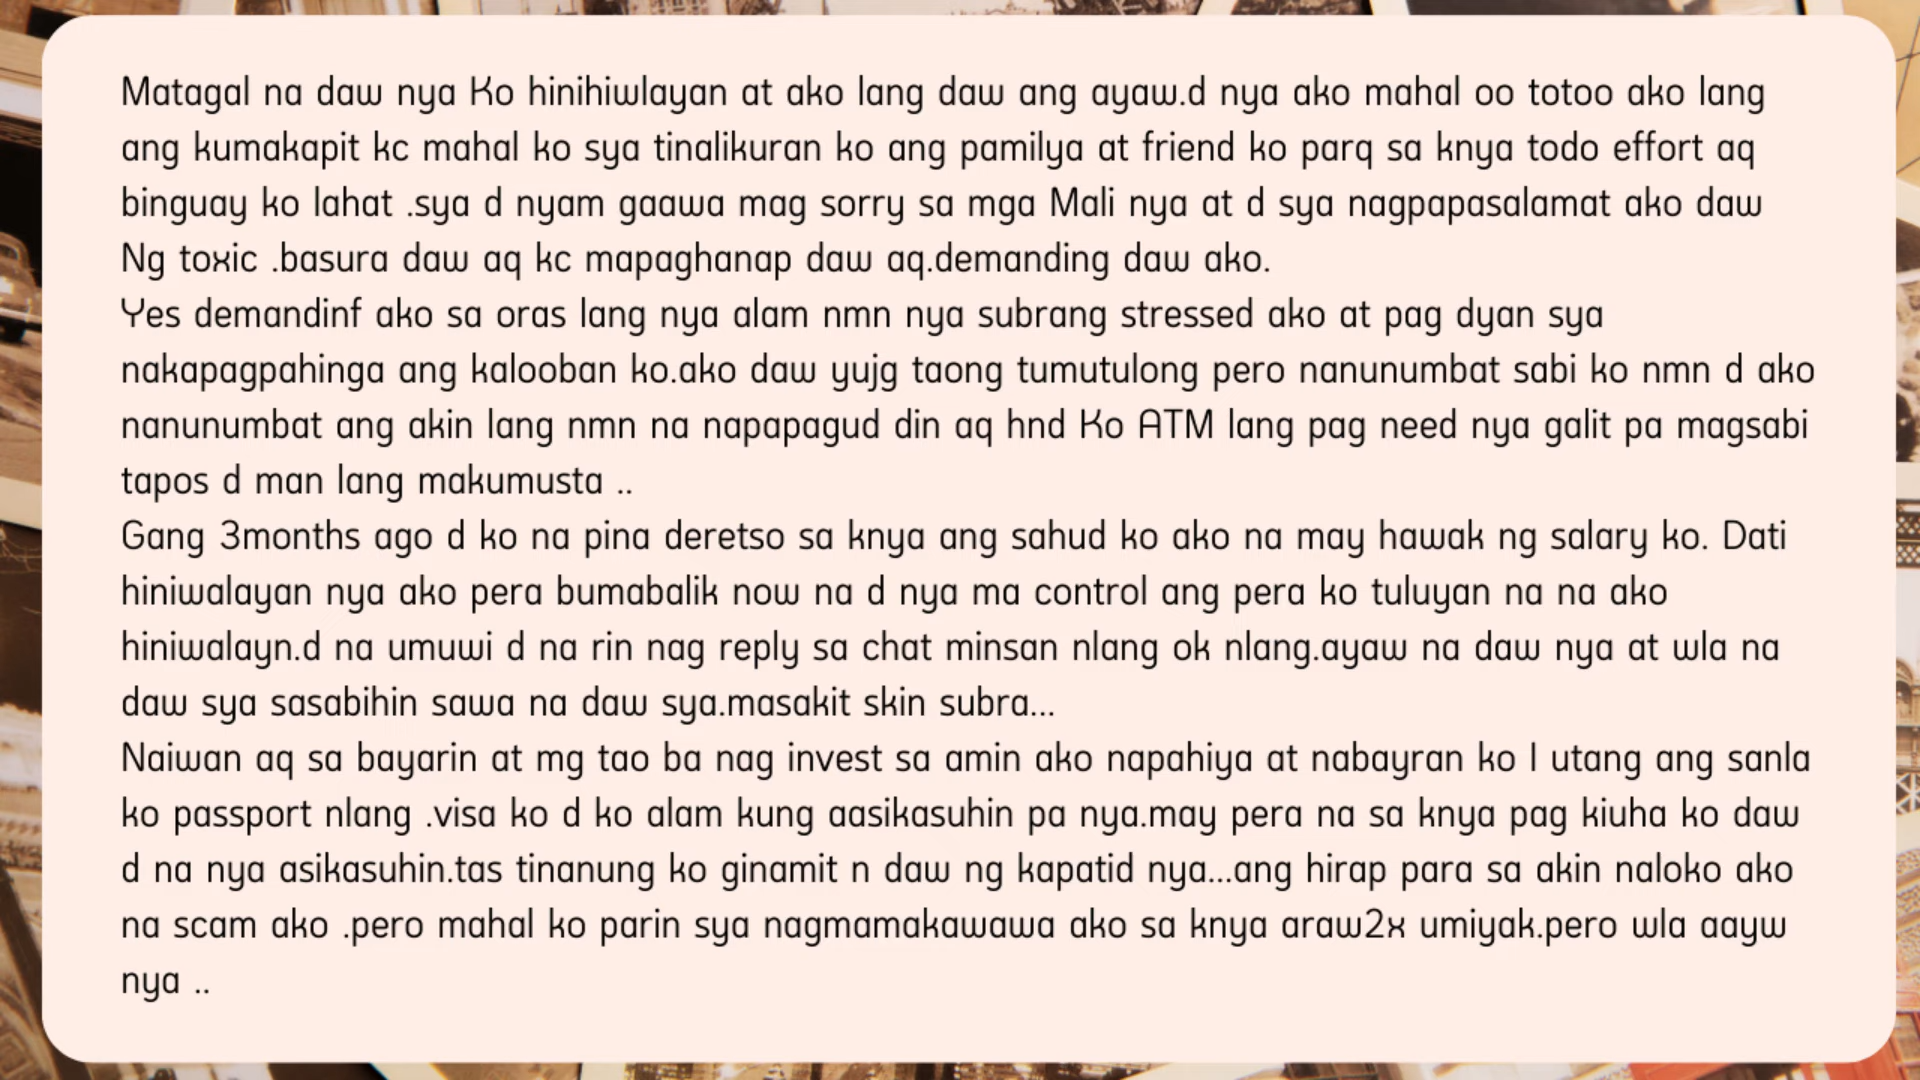 Matagal na daw nya Ko hinihiwlayan at ako lang daw ang ayaw.d nya ako mahal oo totoo ako lang
ang kumakapit kc mahal ko sya tinalikuran ko ang pamilya at friend ko parq sa knya todo effort aq
binguay ko lahat .sya d nyam gaawa mag sorry sa mga Mali nya at d sya nagpapasalamat ako daw
Ng toxic .basura daw aq kc mapaghanap daw aq.demanding daw ako.
Yes demandinf ako sa oras lang nya alam nmn nya subrang stressed ako at pag dyan sya
nakapagpahinga ang kalooban ko.ako daw yujg taong tumutulong pero nanunumbat sabi ko nmn d ako
nanunumbat ang akin lang nmn na napapagud din aq hnd Ko ATM lang pag need nya galit pa magsabi
tapos d man lang makumusta ..
Gang 3months ago d ko na pina deretso sa knya ang sahud ko ako na may hawak ng salary ko. Dati
hiniwalayan nya ako pera bumabalik now na d nya ma control ang pera ko tuluyan na na ako
hiniwalayn.d na umuwi d na rin nag reply sa chat minsan nlang ok nlang.ayaw na daw nya at wla na
daw sya sasabihin sawa na daw sya.masakit skin subra...
Naiwan aq sa bayarin at mg tao ba nag invest sa amin ako napahiya at nabayran ko I utang ang sanla
ko passport nlang .visa ko d ko alam kung aasikasuhin pa nya.may pera na sa knya pag kiuha ko daw
d na nya asikasuhin.tas tinanung ko ginamit n daw ng kapatid nya...ang hirap para sa akin naloko ako
na scam ako .pero mahal ko parin sya nagmamakawawa ako sa knya araw2x umiyak.pero wla aayw
nya ..